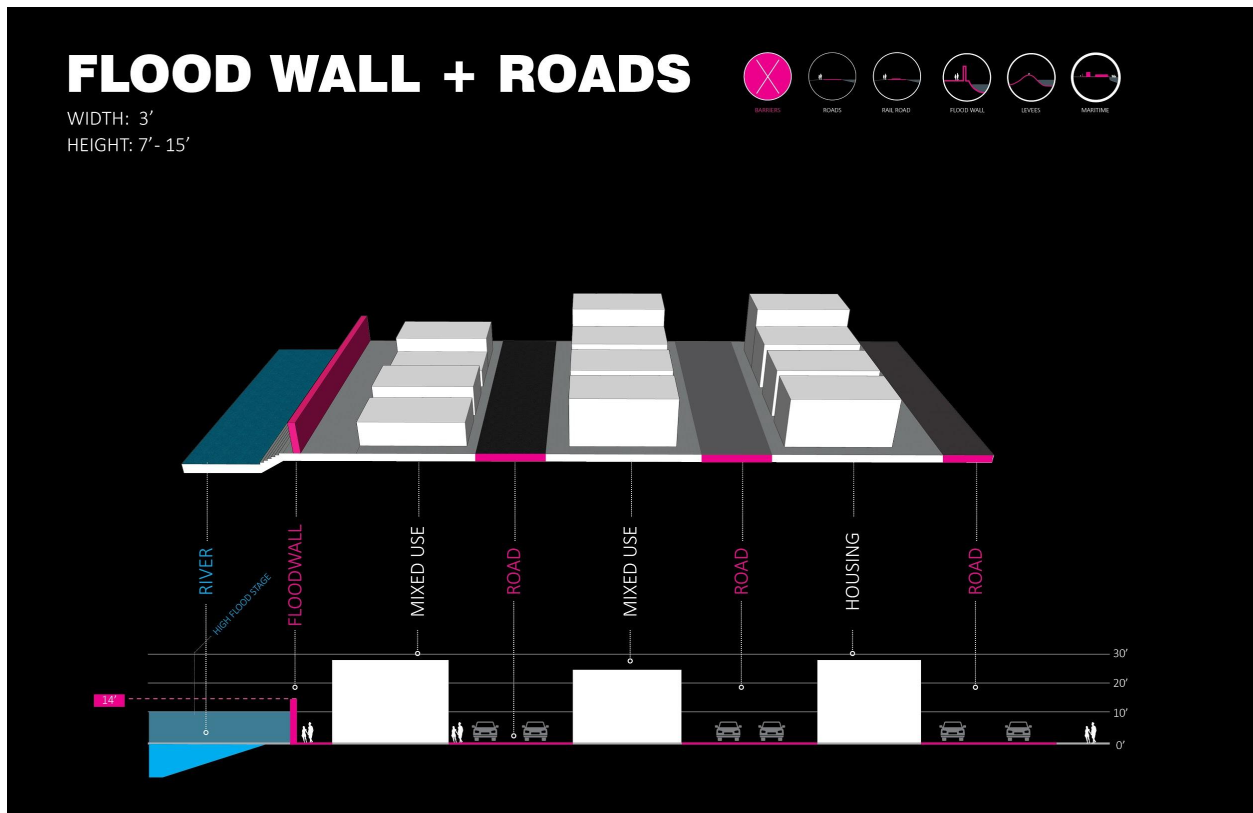 FLOOD WALL + ROADS
WIDTH: 3’
HEIGHT: 7’- 15’
BARRIERS
ROADS
RAIL ROAD
FLOOD WALL
LEVEES
MARITIME
RIVER
HIGH FLOOD STAGE
FLOODWALL
MIXED USE
ROAD
MIXED USE
ROAD
HOUSING
ROAD
30’
20’
14’
10’
0’